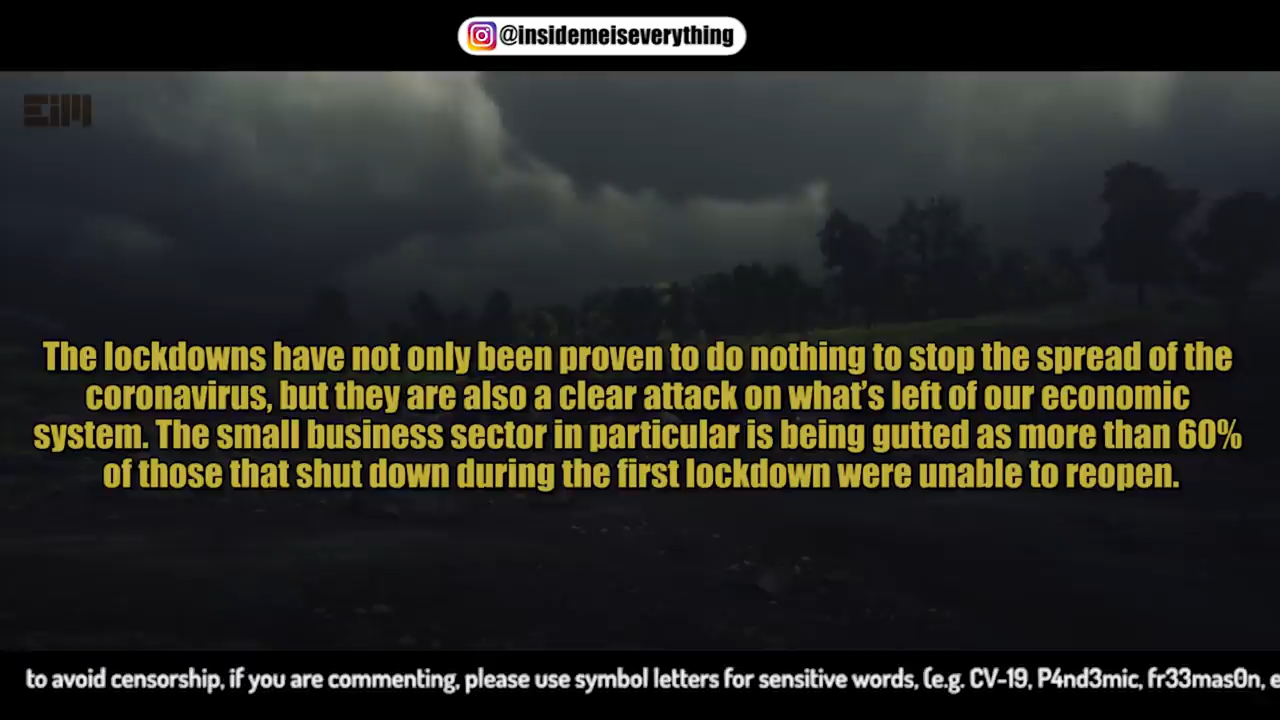 @insidemeiseverything
EiM
The lockdowns have not only been proven to do nothing to stop the spread of the
coronavirus, but they are also a clear attack on what's left of our economic
system. The small business sector in particular is being gutted as more than 60%
of those that shut down during the first lockdown were unable to reopen.
to avoid censorship, if you are commenting, please use symbol letters for sensitive words, (e.g. CV-19, P4nd3mic, fr33mas0n, e